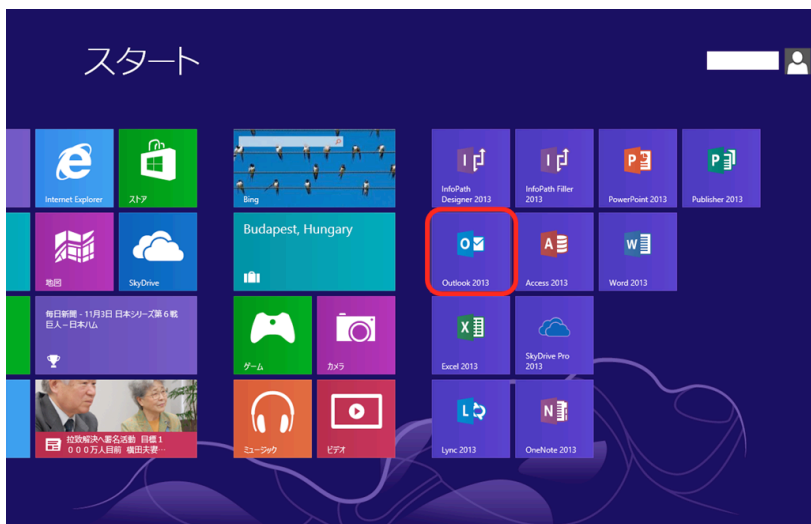 スタート
Internet Explorer
ストア
Bing
InfoPath
Designer 2013
InfoPath Filler
2013
PowerPoint 2013
Publisher 2013
地図
SkyDrive
Budapest, Hungary
Outlook 2013
Access 2013
Word 2013
毎日新聞 - 11月3日 日本シリーズ第6戦
巨人－日本ハム
ゲーム
カメラ
Excel 2013
SkyDrive Pro
2013
拉致解決へ署名活動 目標1
000万人目前 横田夫妻…
ミュージック
ビデオ
Lync 2013
OneNote 2013